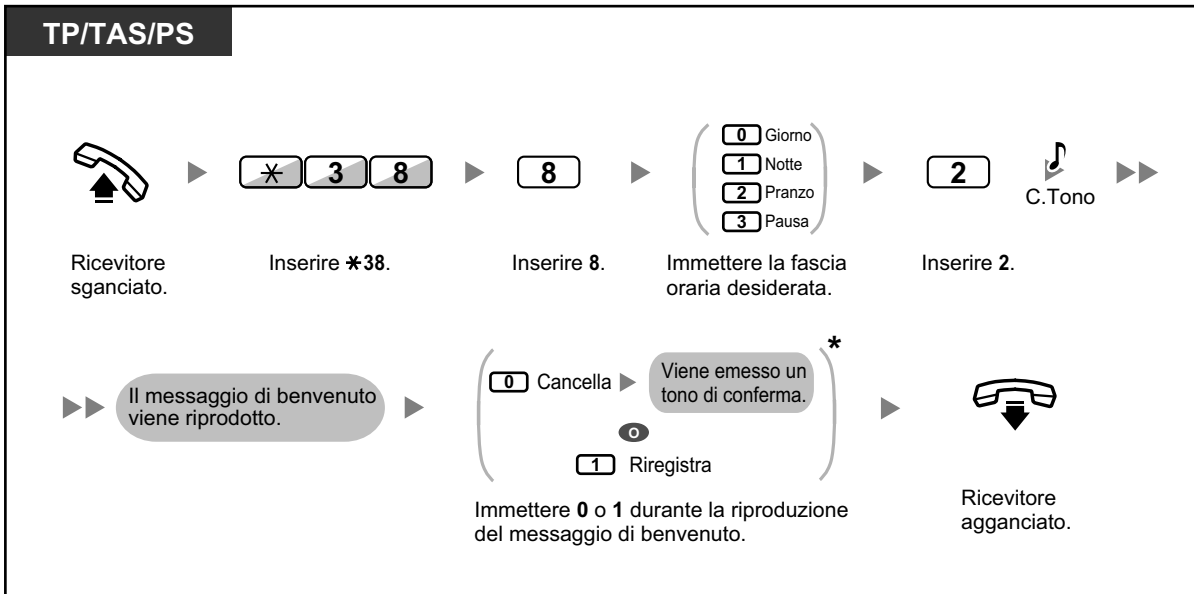 TP/TAS/PS
0 Giorno
1 Notte
2 Pranzo
3 Pausa
* 3 8
8
2
C.Tono
Ricevitore
sganciato.
Inserire *38.
Inserire 8.
Immettere la fascia
oraria desiderata.
Inserire 2.
Il messaggio di benvenuto
viene riprodotto.
0 Cancella
Viene emesso un
tono di conferma.
*
O
1 Riregistra
Immettere 0 o 1 durante la riproduzione
del messaggio di benvenuto.
Ricevitore
agganciato.